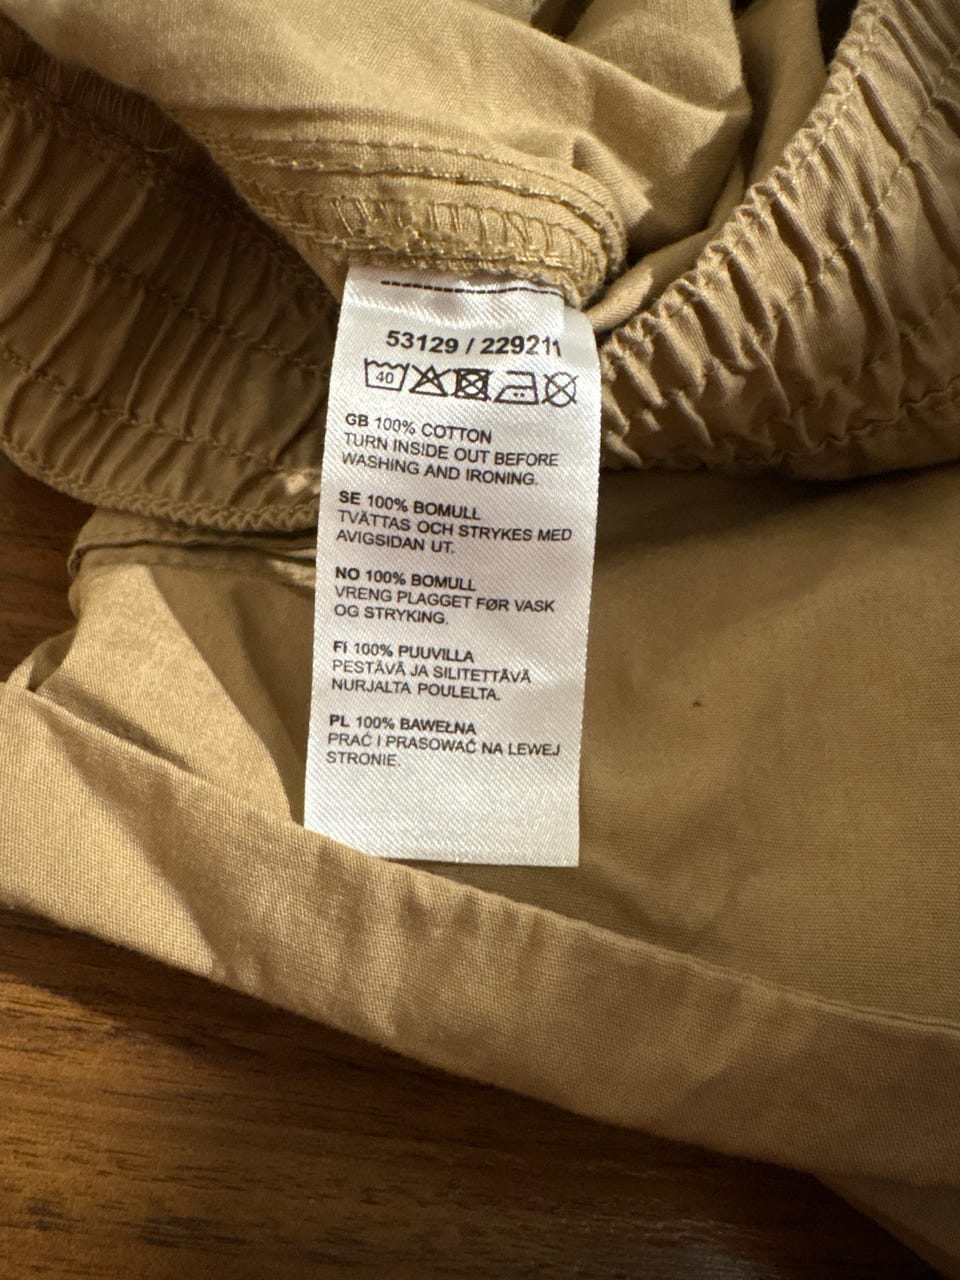 53129 / 229211
40
GB 100% COTTON
TURN INSIDE OUT BEFORE
WASHING AND IRONING.
SE 100% BOMULL
TVÄTTAS OCH STRYKES MED
AVIGSIDAN UT.
NO 100% BOMULL
VRENG PLAGGET FØR VASK
OG STRYKING.
FI 100% PUUVILLA
PESTÄVÄ JA SILITETTÄVÄ
NURJALTA POULELTA.
PL 100% BAWEŁNA
PRAĆ I PRASOWAĆ NA LEWEJ
STRONIE.